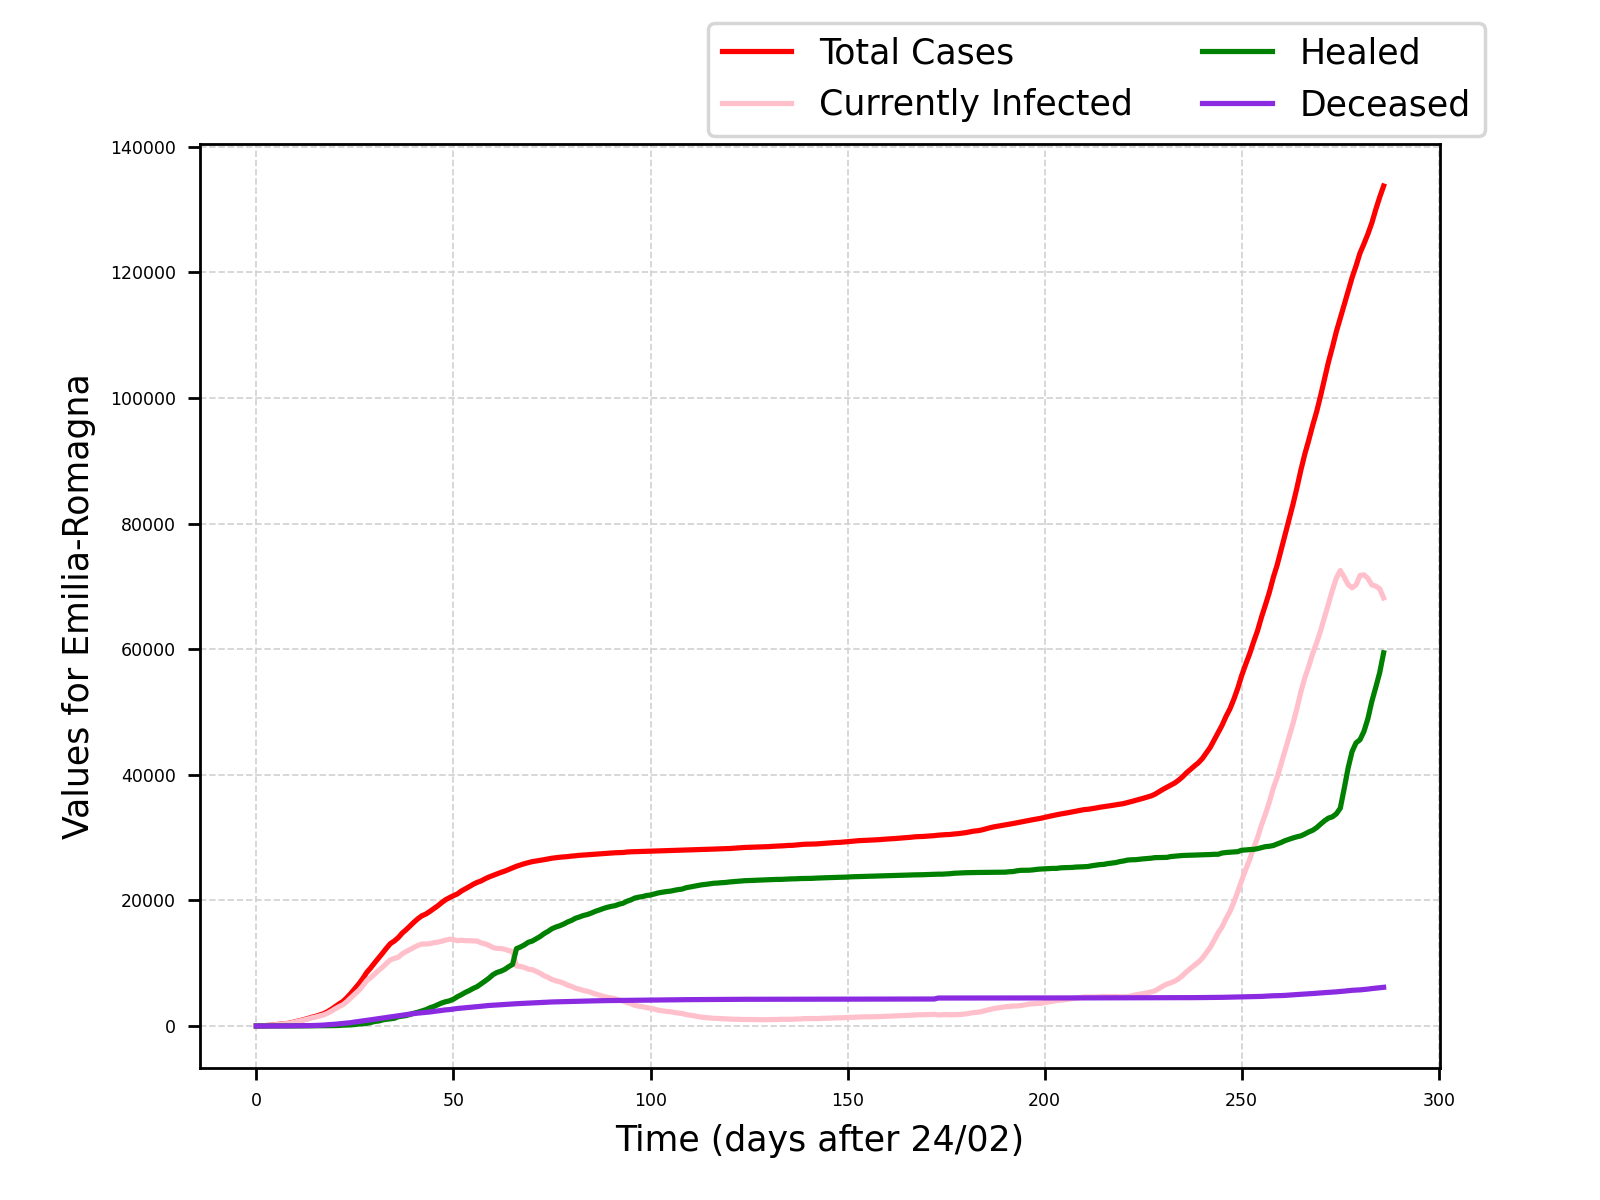 Total Cases
Currently Infected
Healed
Deceased
140000
120000
100000
80000
60000
40000
20000
0
Values for Emilia-Romagna
0 50 100 150 200 250 300
Time (days after 24/02)